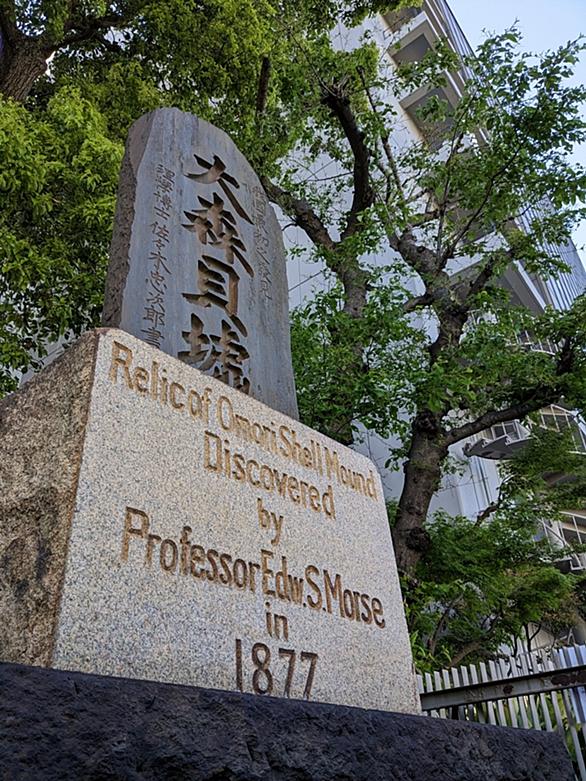 大森貝墟
理學博士 佐々木忠次郎書
Relic of Omori Shell Mound
Discovered
by
Professor Edw. S. Morse
in
1877